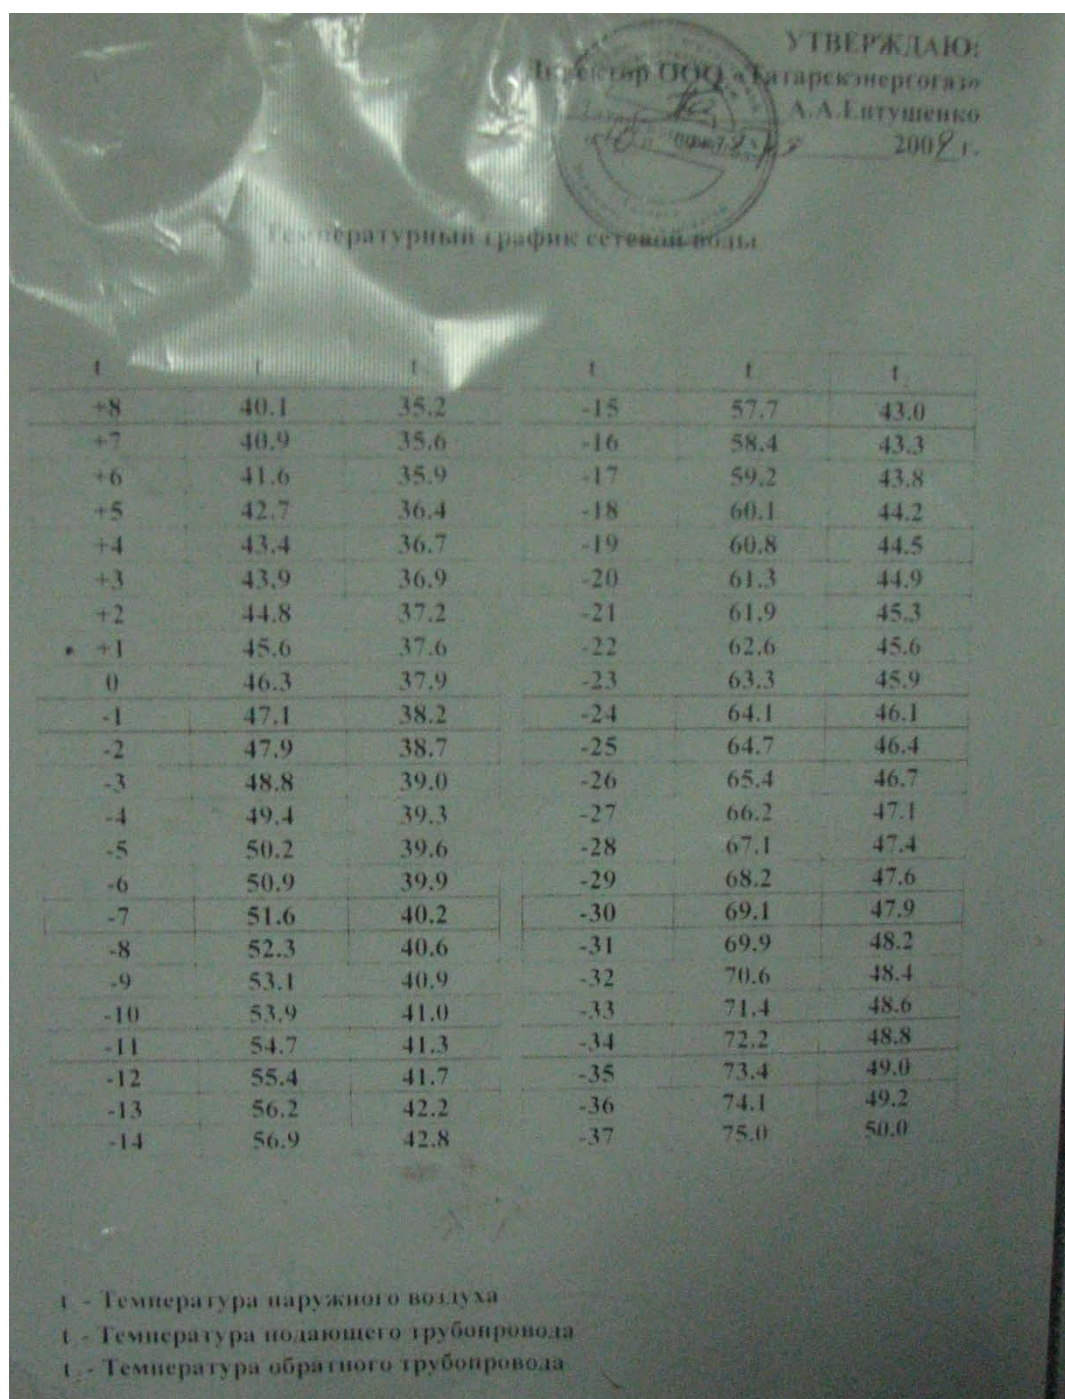 УТВЕРЖДАЮ:
Директор ООО «Татарскэнергогаз»
А.А.Евтушенко
2009 г.
Температурный график сетевой воды
t t t t t t
+8 40.1 35.2 -15 57.7 43.0
+7 40.9 35.6 -16 58.4 43.3
+6 41.6 35.9 -17 59.2 43.8
+5 42.7 36.4 -18 60.1 44.2
+4 43.4 36.7 -19 60.8 44.5
+3 43.9 36.9 -20 61.3 44.9
+2 44.8 37.2 -21 61.9 45.3
+1 45.6 37.6 -22 62.6 45.6
0 46.3 37.9 -23 63.3 45.9
-1 47.1 38.2 -24 64.1 46.1
-2 47.9 38.7 -25 64.7 46.4
-3 48.8 39.0 -26 65.4 46.7
-4 49.4 39.3 -27 66.2 47.1
-5 50.2 39.6 -28 67.1 47.4
-6 50.9 39.9 -29 68.2 47.6
-7 51.6 40.2 -30 69.1 47.9
-8 52.3 40.6 -31 69.9 48.2
-9 53.1 40.9 -32 70.6 48.4
-10 53.9 41.0 -33 71.4 48.6
-11 54.7 41.3 -34 72.2 48.8
-12 55.4 41.7 -35 73.4 49.0
-13 56.2 42.2 -36 74.1 49.2
-14 56.9 42.8 -37 75.0 50.0
t - Температура наружного воздуха
t - Температура подающего трубопровода
t - Температура обратного трубопровода